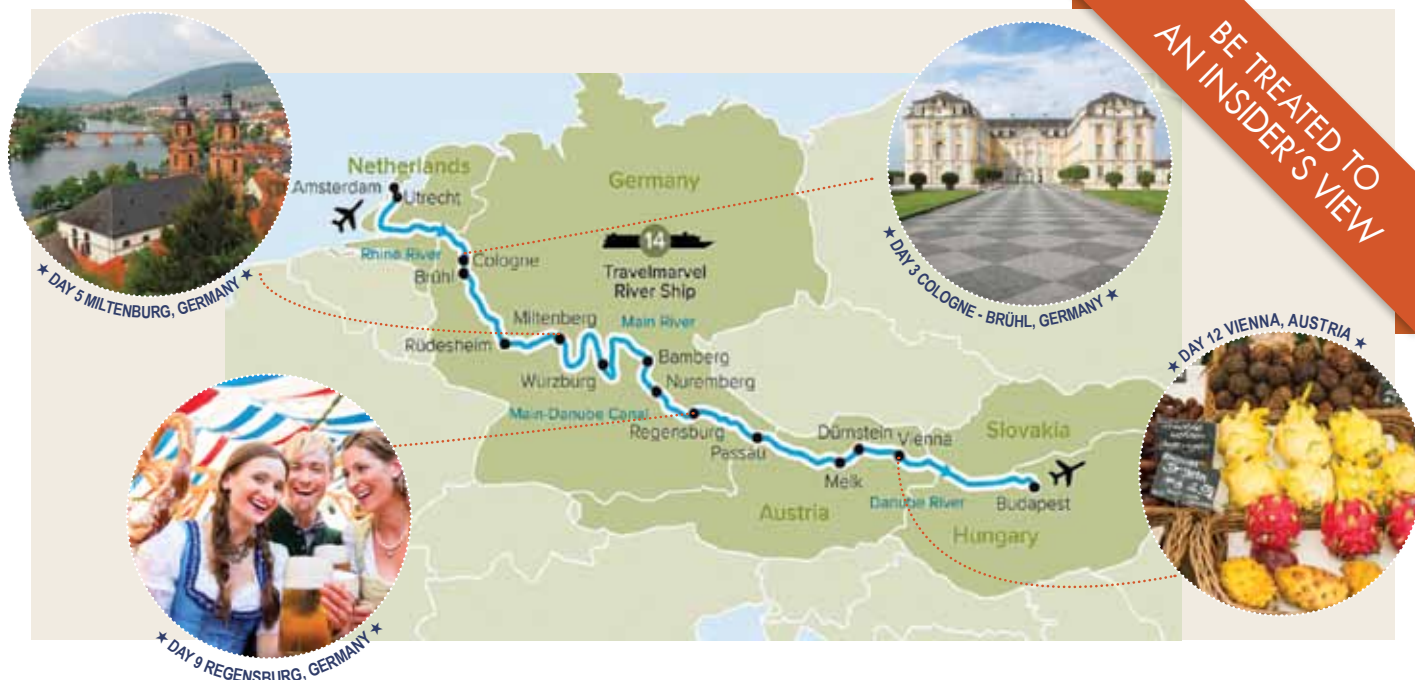 BE TREATED TO
AN INSIDER'S VIEW
★ DAY 5 MILTENBURG, GERMANY ★
★ DAY 3 COLOGNE - BRÜHL, GERMANY ★
★ DAY 12 VIENNA, AUSTRIA ★
★ DAY 9 REGENSBURG, GERMANY ★
Netherlands
Amsterdam
Utrecht
Germany
Rhine River
Cologne
Brühl
14
Travelmarvel
River Ship
Miltenberg
Main River
Rüdesheim
Bamberg
Würzburg
Nuremberg
Main-Danube Canal
Regensburg
Passau
Dürnstein
Vienna
Slovakia
Melk
Danube River
Budapest
Austria
Hungary